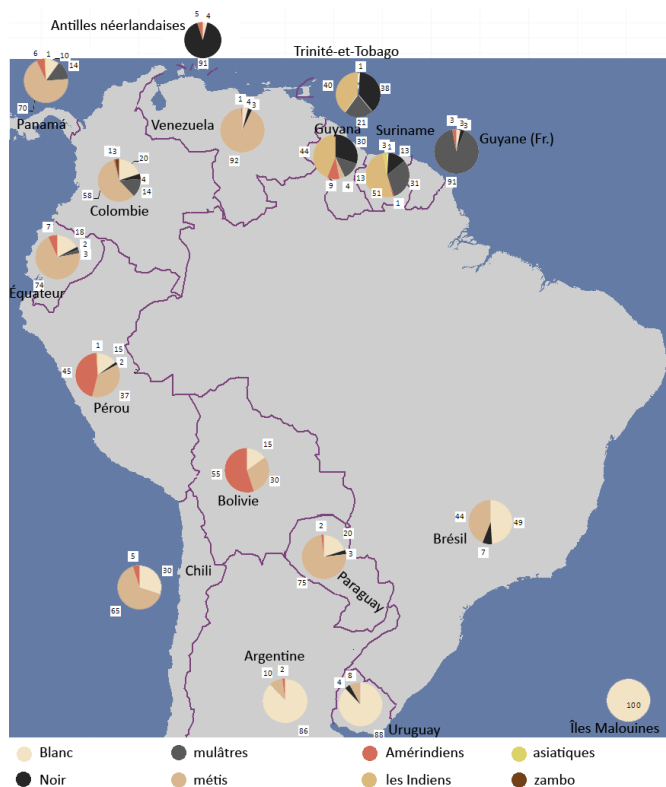 Antilles néerlandaises
5 4
91
Trinité-et-Tobago
1
40 38
21
6 1 10
14
70
Panamá
Venezuela
1 4 3
92
Guyana
30
44
9 4
Suriname
3 1 13
13
31
51
1
Guyane (Fr.)
3 3 3
91
13 20
4
58 14
Colombie
7 18
2
3
74
Équateur
1 15
2
45
37
Pérou
15
55 30
Bolivie
44 49
Brésil
7
2 20
3
75
Paraguay
5 30
65
Chili
Argentine
10 2
86
4 8
88
Uruguay
100
Îles Malouines
Blanc mulâtres Amérindiens asiatiques
Noir métis les Indiens zambo